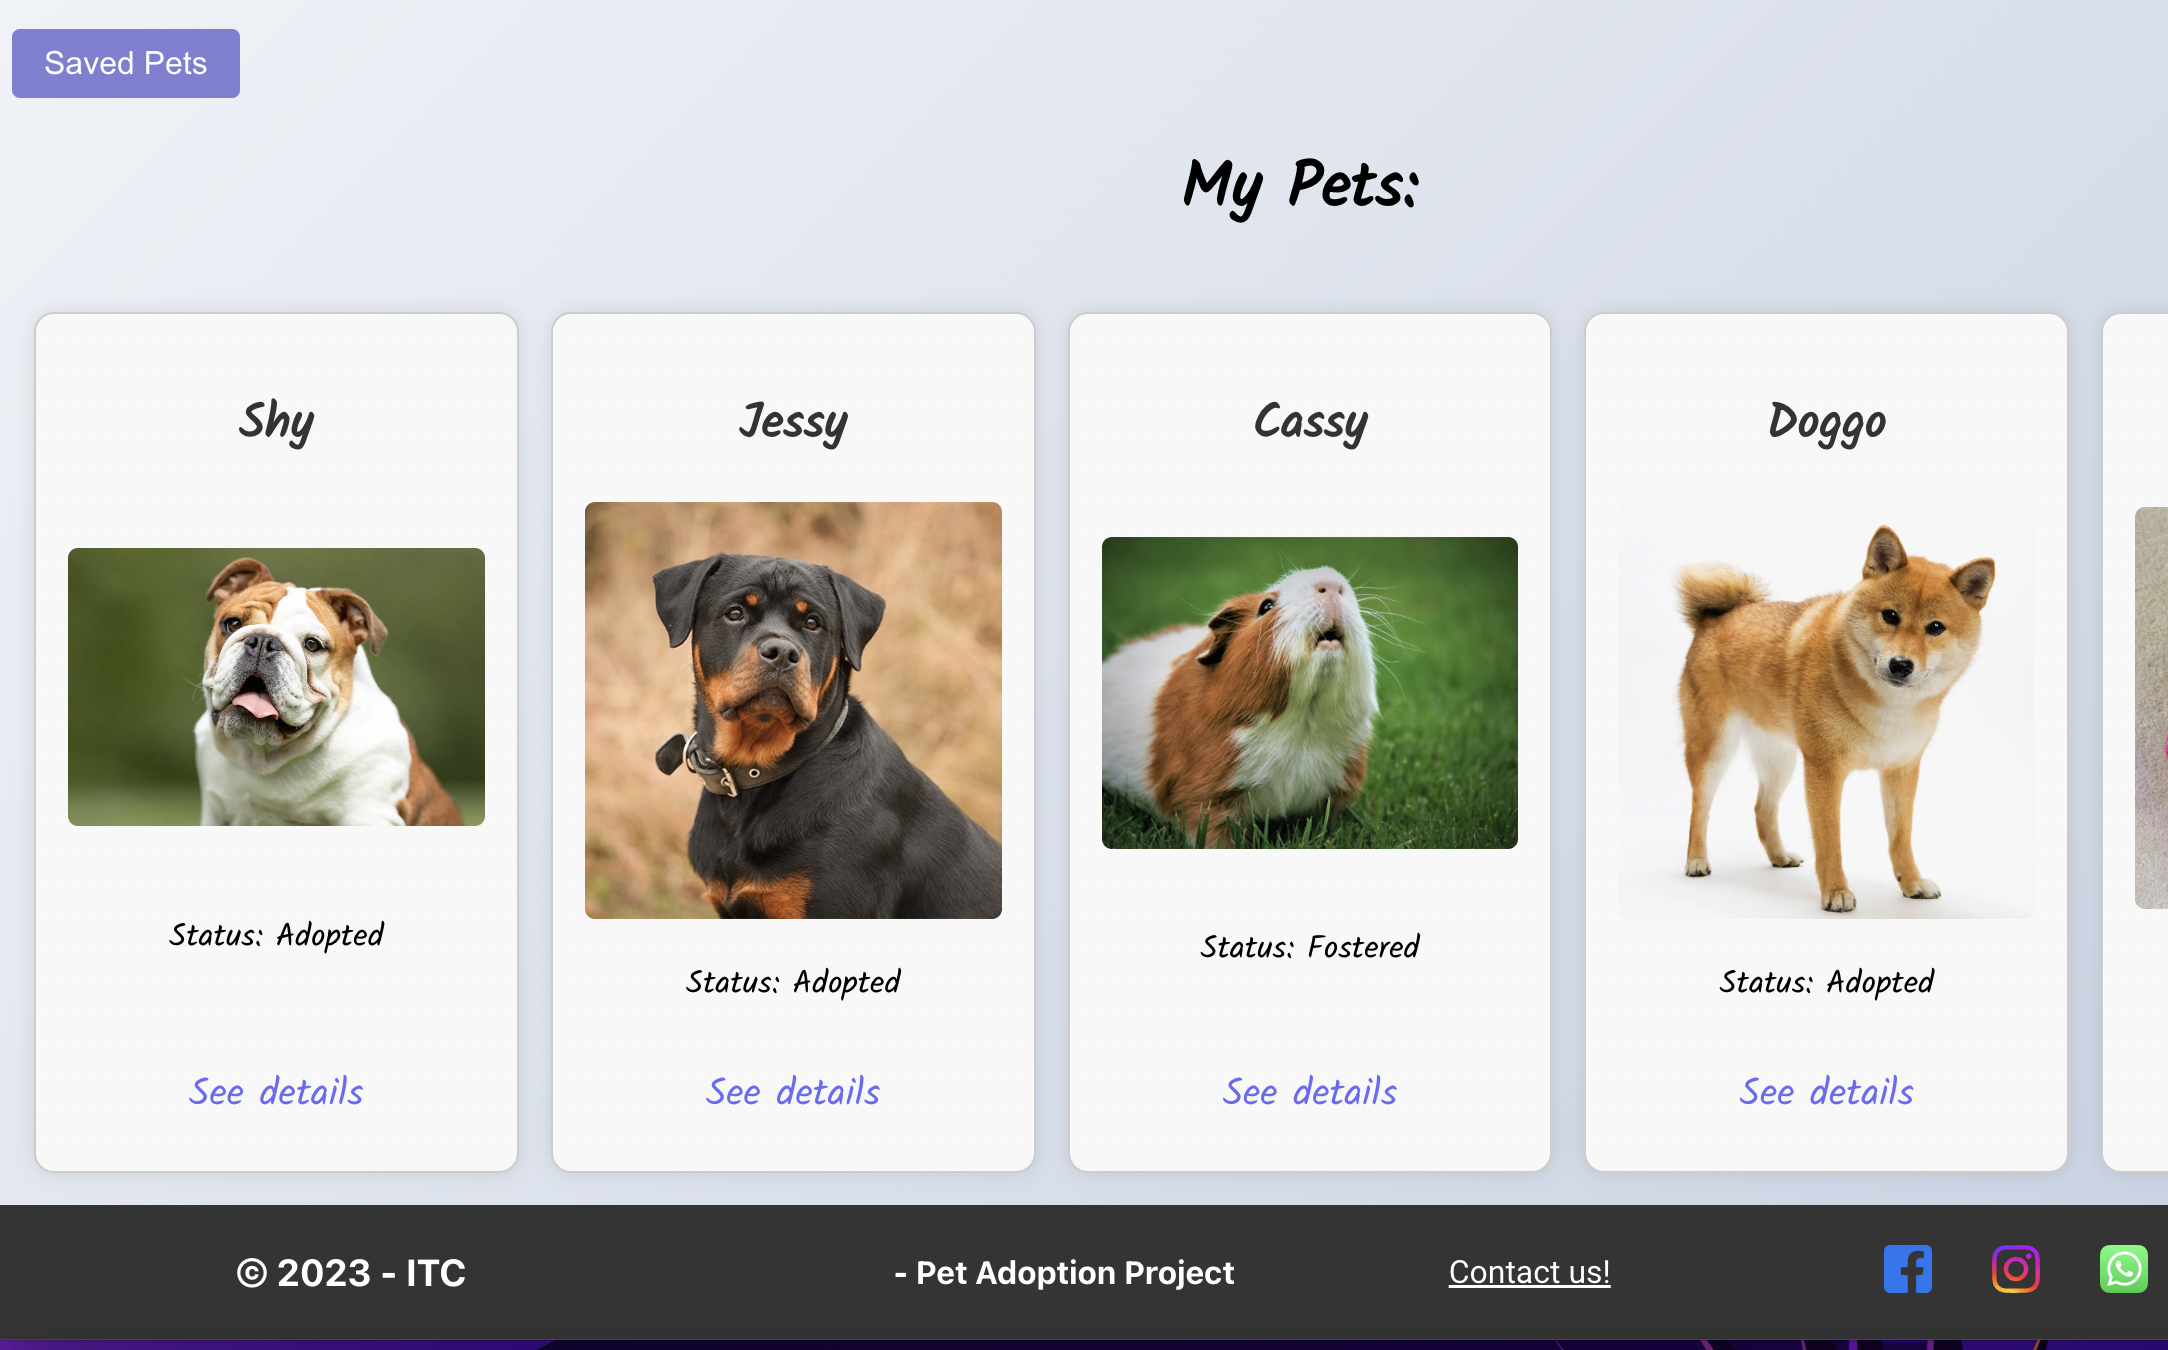 Saved Pets
My Pets:
Shy
Jessy
Cassy
Doggo
Status: Adopted
Status: Adopted
Status: Fostered
Status: Adopted
See details
See details
See details
See details
© 2023 - ITC
- Pet Adoption Project
Contact us!